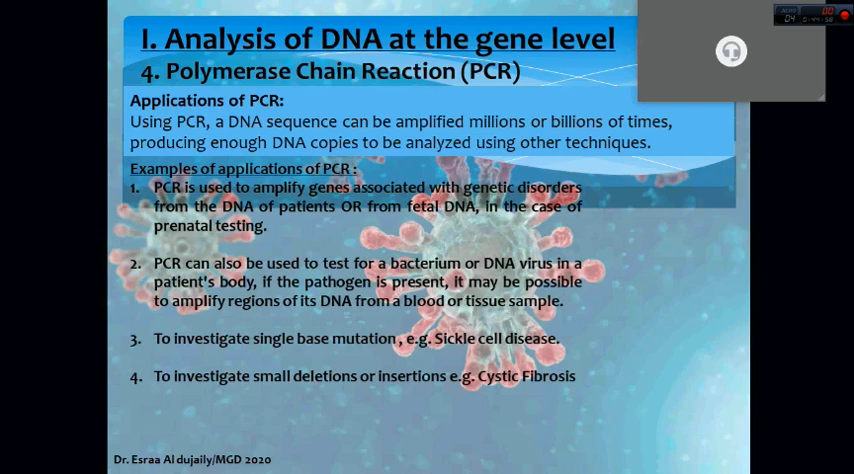 I. Analysis of DNA at the gene level
4. Polymerase Chain Reaction (PCR)
Applications of PCR:
Using PCR, a DNA sequence can be amplified millions or billions of times,
producing enough DNA copies to be analyzed using other techniques.
Examples of applications of PCR :
1. PCR is used to amplify genes associated with genetic disorders
from the DNA of patients OR from fetal DNA, in the case of
prenatal testing.
2. PCR can also be used to test for a bacterium or DNA virus in a
patient's body, if the pathogen is present, it may be possible
to amplify regions of its DNA from a blood or tissue sample.
3. To investigate single base mutation , e.g. Sickle cell disease.
4. To investigate small deletions or insertions e.g. Cystic Fibrosis
Dr. Esraa Al dujaily/MGD 2020